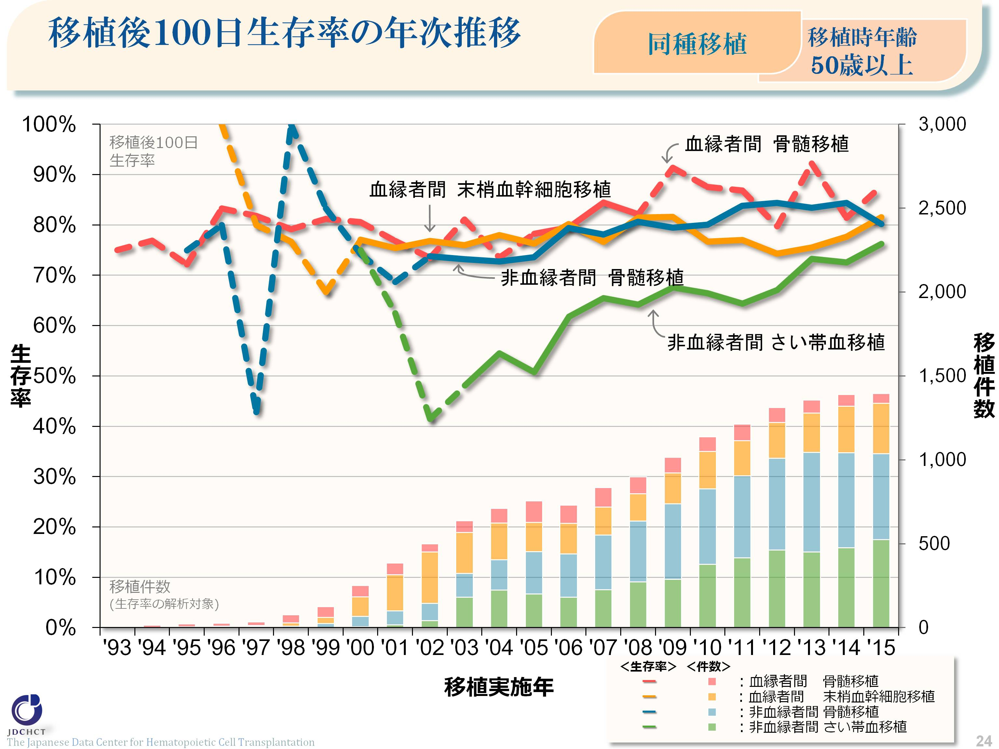 移植後100日生存率の年次推移
同種移植
移植時年齢
50歳以上
100%
90%
80%
70%
60%
50%
40%
30%
20%
10%
0%
生存率
移植後100日
生存率
血縁者間 骨髄移植
血縁者間 末梢血幹細胞移植
非血縁者間 骨髄移植
非血縁者間 さい帯血移植
移植件数
(生存率の解析対象)
3,000
2,500
2,000
1,500
1,000
500
0
移植件数
'93 '94 '95 '96 '97 '98 '99 '00 '01 '02 '03 '04 '05 '06 '07 '08 '09 '10 '11 '12 '13 '14 '15
移植実施年
＜生存率＞ ＜件数＞
：血縁者間 骨髄移植
：血縁者間 末梢血幹細胞移植
：非血縁者間 骨髄移植
：非血縁者間 さい帯血移植
JDCHCT
The Japanese Data Center for Hematopoietic Cell Transplantation
24